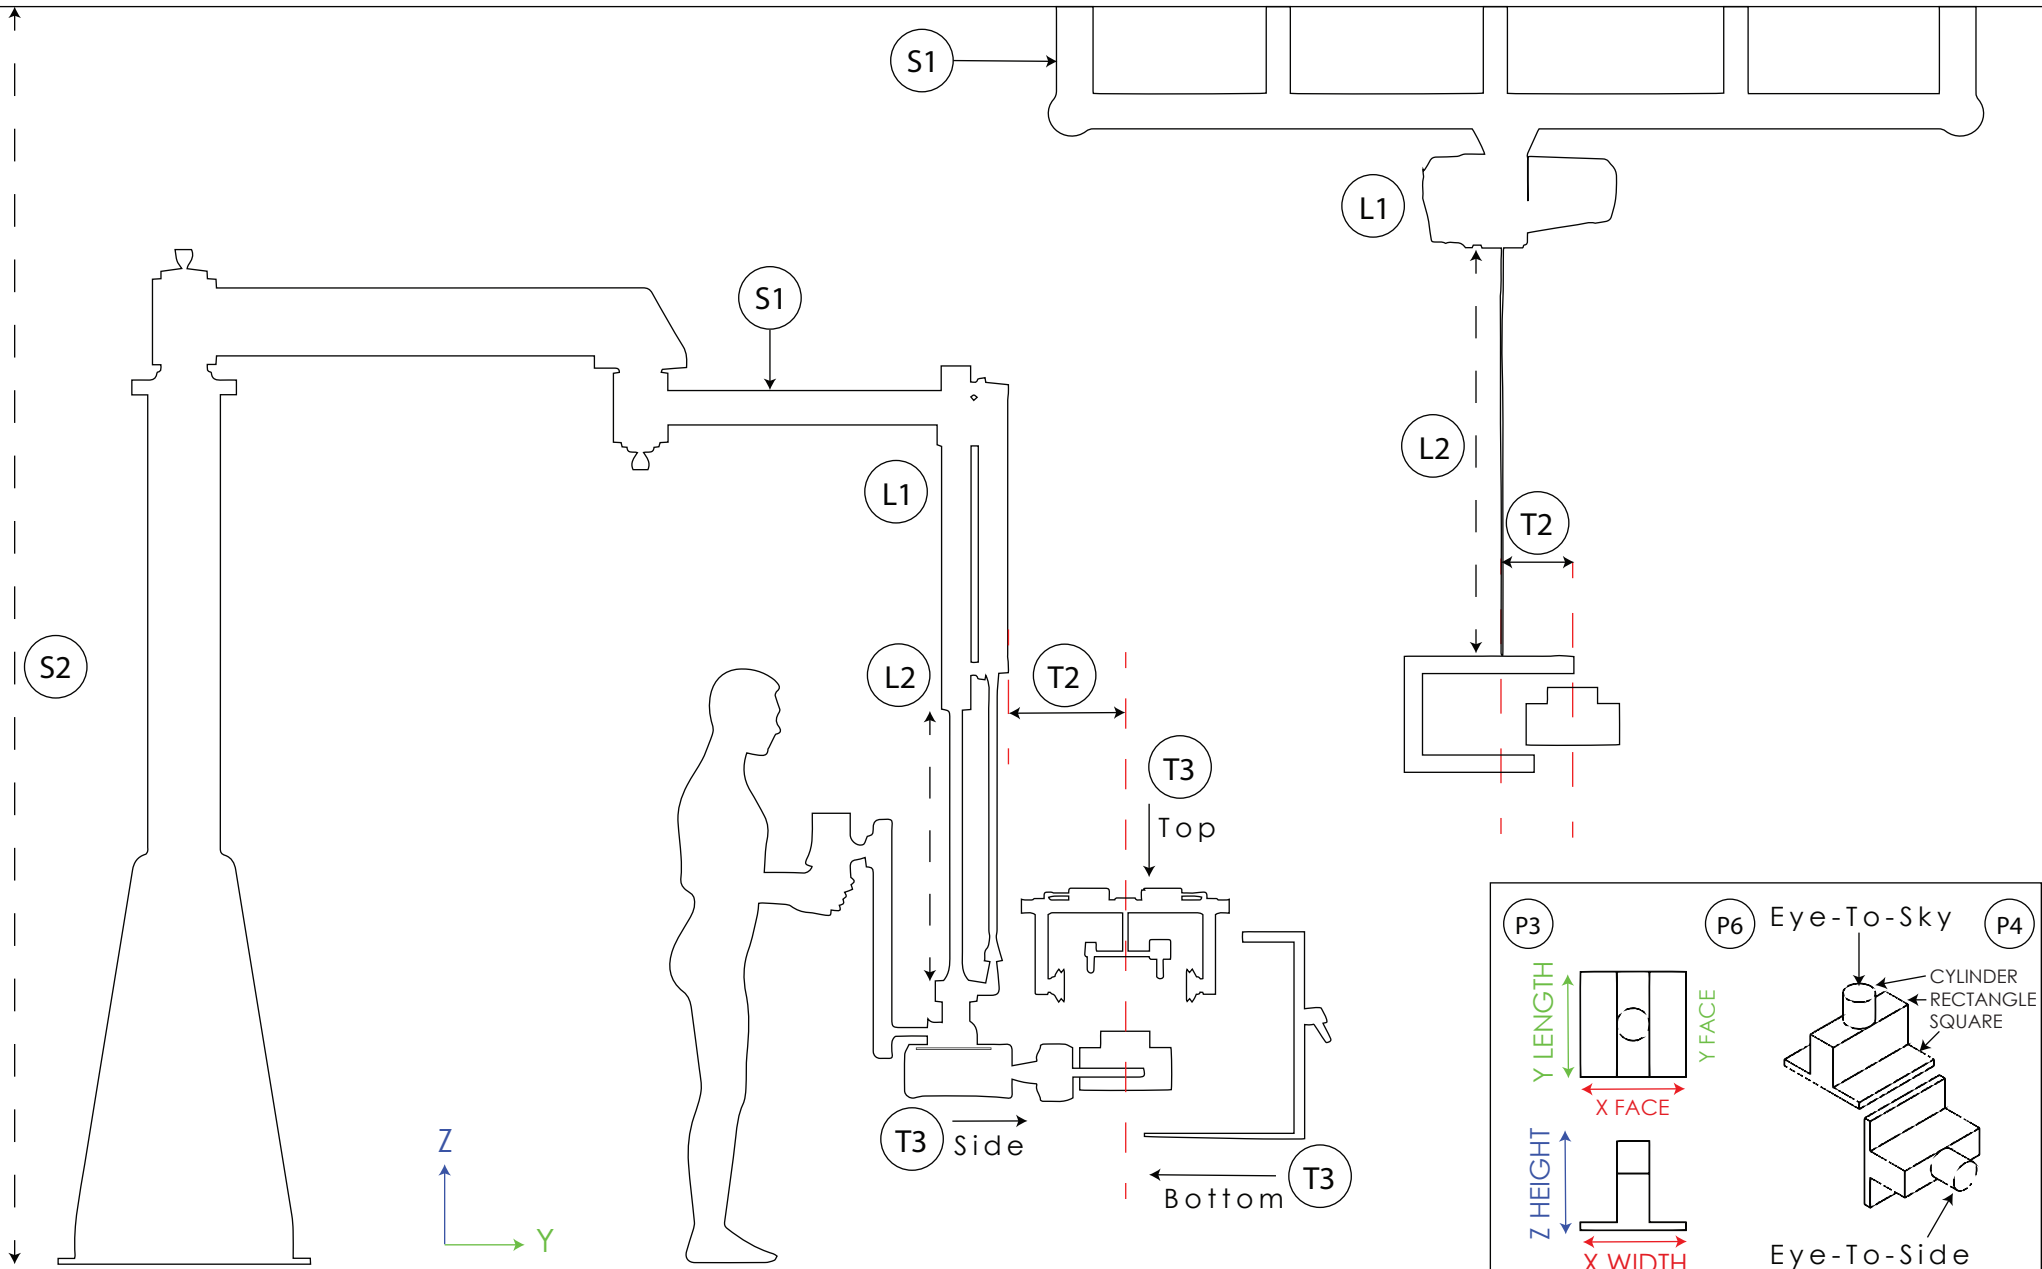 S1
L1
S1
L2
L1
T2
S2
L2
T2
T3
Top
P3
P6
Eye-To-Sky
P4
Y LENGTH
Y FACE
CYLINDER
RECTANGLE
SQUARE
X FACE
T3
Side
Z
Z HEIGHT
T3
Bottom
Y
Eye-To-Side
X WIDTH